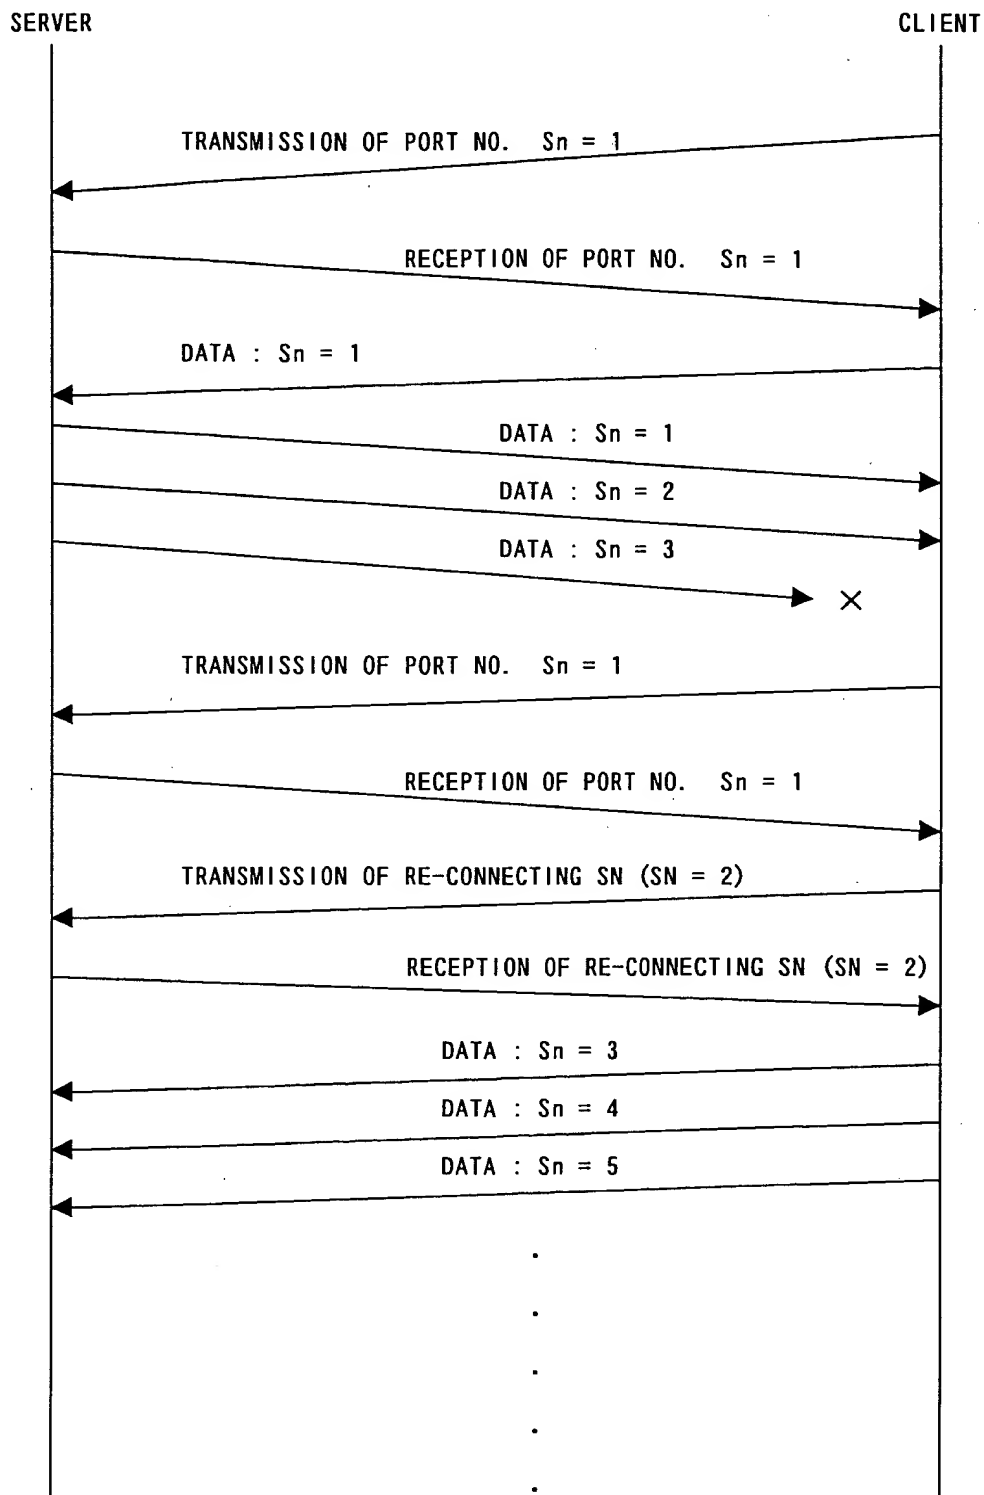 SERVER CLIENT
TRANSMISSION OF PORT NO. Sn = 1
RECEPTION OF PORT NO. Sn = 1
DATA : Sn = 1
DATA : Sn = 1
DATA : Sn = 2
DATA : Sn = 3
×
TRANSMISSION OF PORT NO. Sn = 1
RECEPTION OF PORT NO. Sn = 1
TRANSMISSION OF RE-CONNECTING SN (SN = 2)
RECEPTION OF RE-CONNECTING SN (SN = 2)
DATA : Sn = 3
DATA : Sn = 4
DATA : Sn = 5